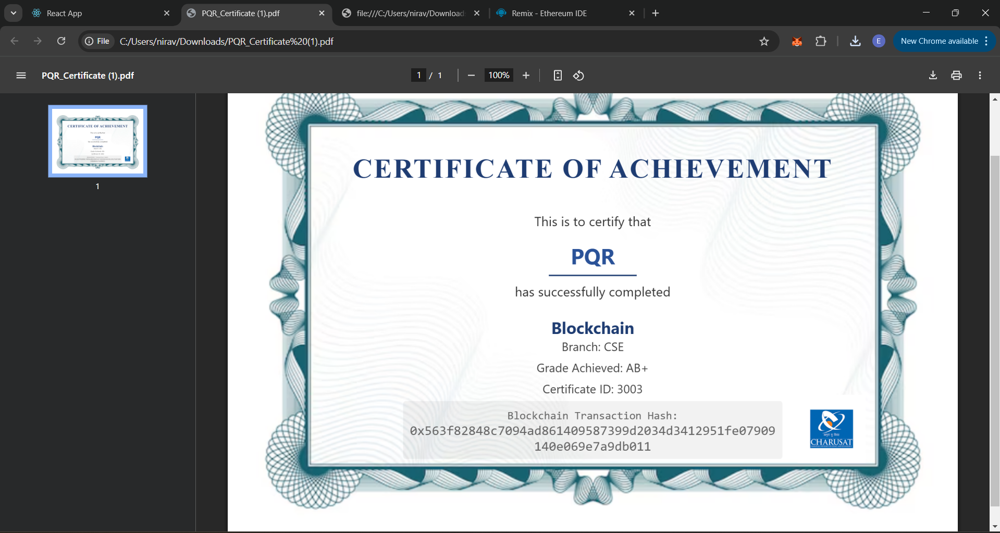 React App
PQR_Certificate (1).pdf
file:///C:/Users/nirav/Download
Remix - Ethereum IDE
File
C:/Users/nirav/Downloads/PQR_Certificate%20(1).pdf
E
New Chrome available
PQR_Certificate (1).pdf
1 / 1
100%
CERTIFICATE OF ACHIEVEMENT
This is to certify that
PQR
has successfully completed
Blockchain
Branch: CSE
Grade Achieved: AB+
Certificate ID: 3003
Blockchain Transaction Hash:
0x563f82848c7094ad861409587399d2034d3412951fe07909
140e069e7a9db011
CHARUSAT
1